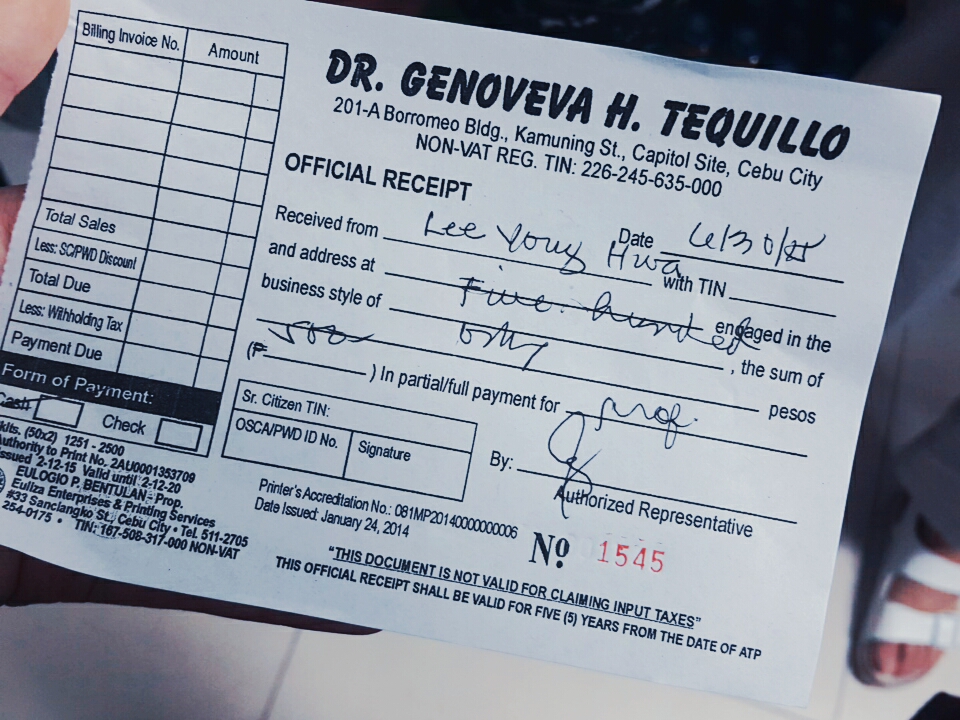 Billing Invoice No. Amount
Total Sales
Less: SC/PWD Discount
Total Due
Less: Withholding Tax
Payment Due
Form of Payment:
Cash Check
kits. (50x2) 1251 - 2500
Authority to Print No. 2AU0001353709
Issued 2-12-15 Valid until 2-12-20
EULOGIO P. BENTULAN - Prop.
Euliza Enterprises & Printing Services
#33 Sanciangko St., Cebu City • Tel. 511-2705
254-0175 • TIN: 167-508-317-000 NON-VAT
DR. GENOVEVA H. TEQUILLO
201-A Borromeo Bldg., Kamuning St., Capitol Site, Cebu City
NON-VAT REG. TIN: 226-245-635-000
OFFICIAL RECEIPT
Date
Received from Lee Yong Hwa with TIN
and address at engaged in the
business style of Five hundred , the sum of
only pesos
(₱ 500 ) In partial/full payment for prof.
Sr. Citizen TIN:
OSCA/PWD ID No. Signature
By:
Authorized Representative
Printer's Accreditation No.: 081MP20140000000006
Date Issued: January 24, 2014
Nº 1545
"THIS DOCUMENT IS NOT VALID FOR CLAIMING INPUT TAXES"
THIS OFFICIAL RECEIPT SHALL BE VALID FOR FIVE (5) YEARS FROM THE DATE OF ATP